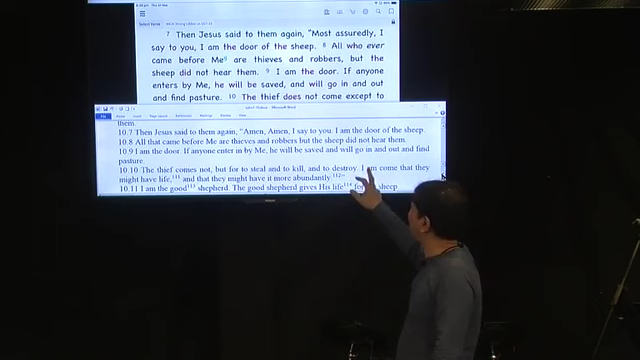 7 Then Jesus said to them again, "Most assuredly, I
say to you, I am the door of the sheep. 8 All who ever
came before Me are thieves and robbers, but the
sheep did not hear them. 9 I am the door. If anyone
enters by Me, he will be saved, and will go in and out
and find pasture. 10 The thief does not come except to
them.
10.7 Then Jesus said to them again, "Amen, Amen, I say to you. I am the door of the sheep.
10.8 All that came before Me are thieves and robbers but the sheep did not hear them.
10.9 I am the door. If anyone enter in by Me, he will be saved and will go in and out and find
pasture.
10.10 The thief comes not, but for to steal and to kill, and to destroy. I am come that they
might have life,111 and that they might have it more abundantly 112"
10.11 I am the good113 shepherd. The good shepherd gives His life114 for sheep